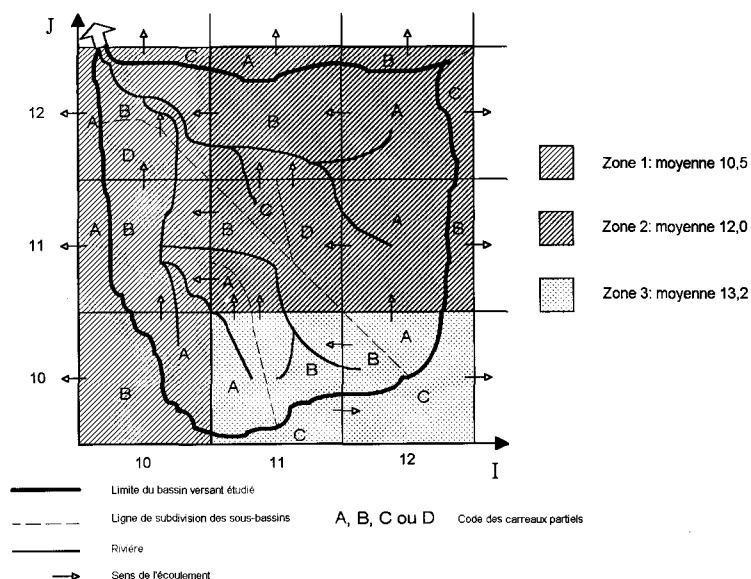 J
C A B
12 A B B A C
Zone 1: moyenne 10,5
D
C
11 A B B D A B
Zone 2: moyenne 12,0
A
Zone 3: moyenne 13,2
A A
10 B A B B C
C
10 11 12 I
Limite du bassin versant étudié
Ligne de subdivision des sous-bassins A, B, C ou D Code des carreaux partiels
Rivière
Sens de l'écoulement